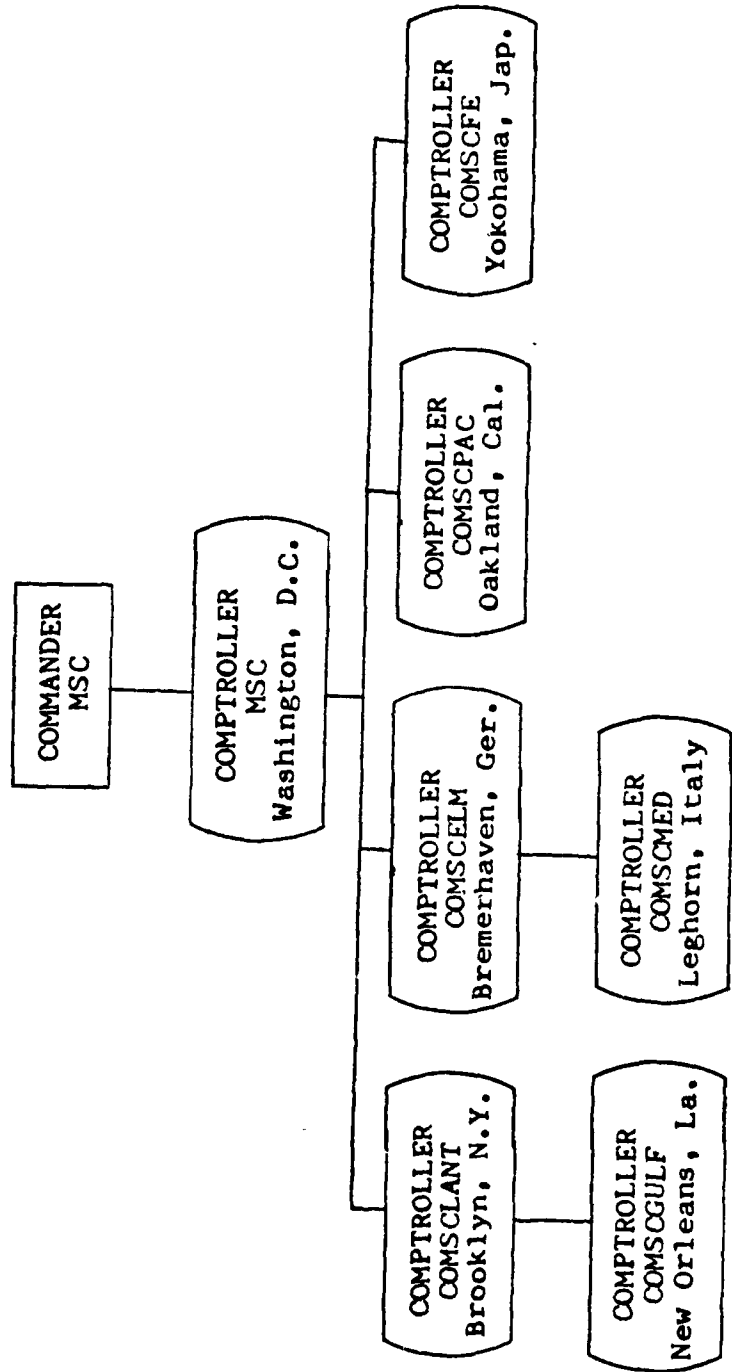 COMMANDER
MSC
COMPTROLLER
MSC
Washington, D.C.
COMPTROLLER
COMSCLANT
Brooklyn, N.Y.
COMPTROLLER
COMSCELM
Bremerhaven, Ger.
COMPTROLLER
COMSCPAC
Oakland, Cal.
COMPTROLLER
COMSCFE
Yokohama, Jap.
COMPTROLLER
COMSCGULF
New Orleans, La.
COMPTROLLER
COMSCMED
Leghorn, Italy